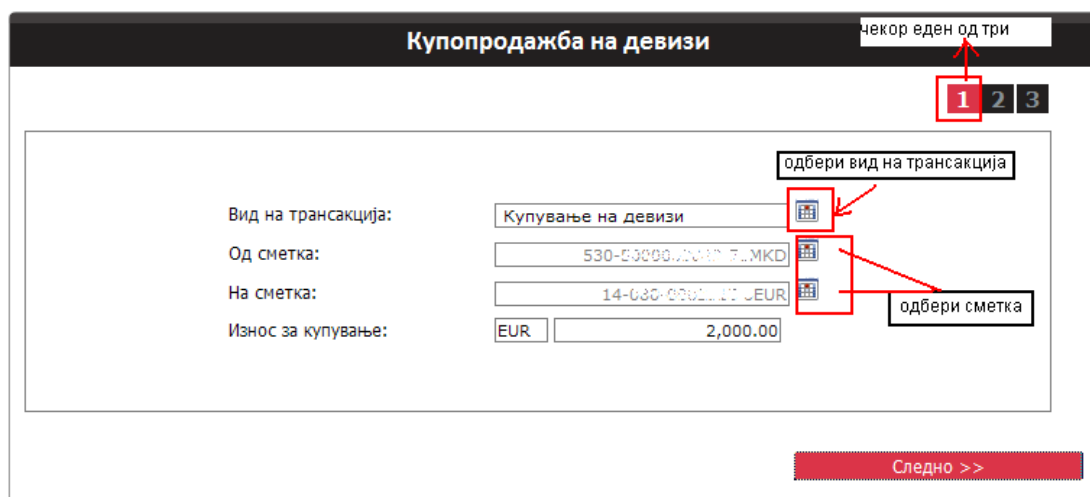 чекор еден од три
Купопродажба на девизи
1 2 3
одбери вид на трансакција
Вид на трансакција: Купување на девизи
Од сметка: MKD
На сметка: EUR
одбери сметка
Износ за купување: EUR 2,000.00
Следно >>